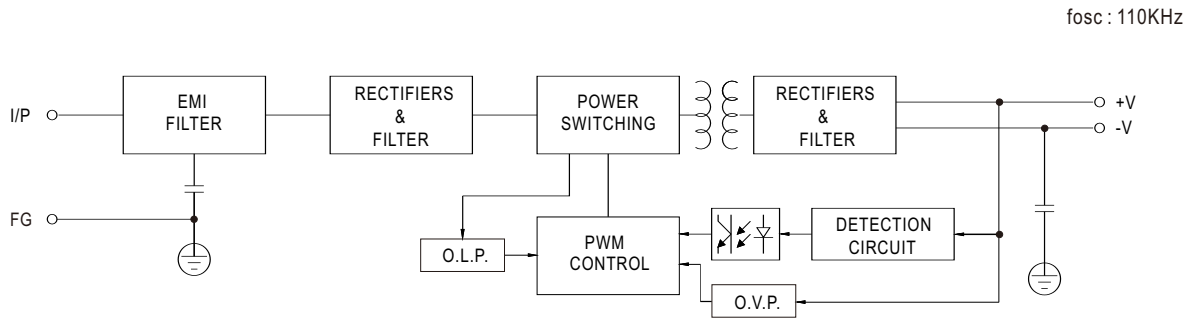 fosc : 110KHz
I/P
EMI
FILTER
RECTIFIERS
&
FILTER
POWER
SWITCHING
RECTIFIERS
&
FILTER
+V
-V
FG
O.L.P.
PWM
CONTROL
DETECTION
CIRCUIT
O.V.P.